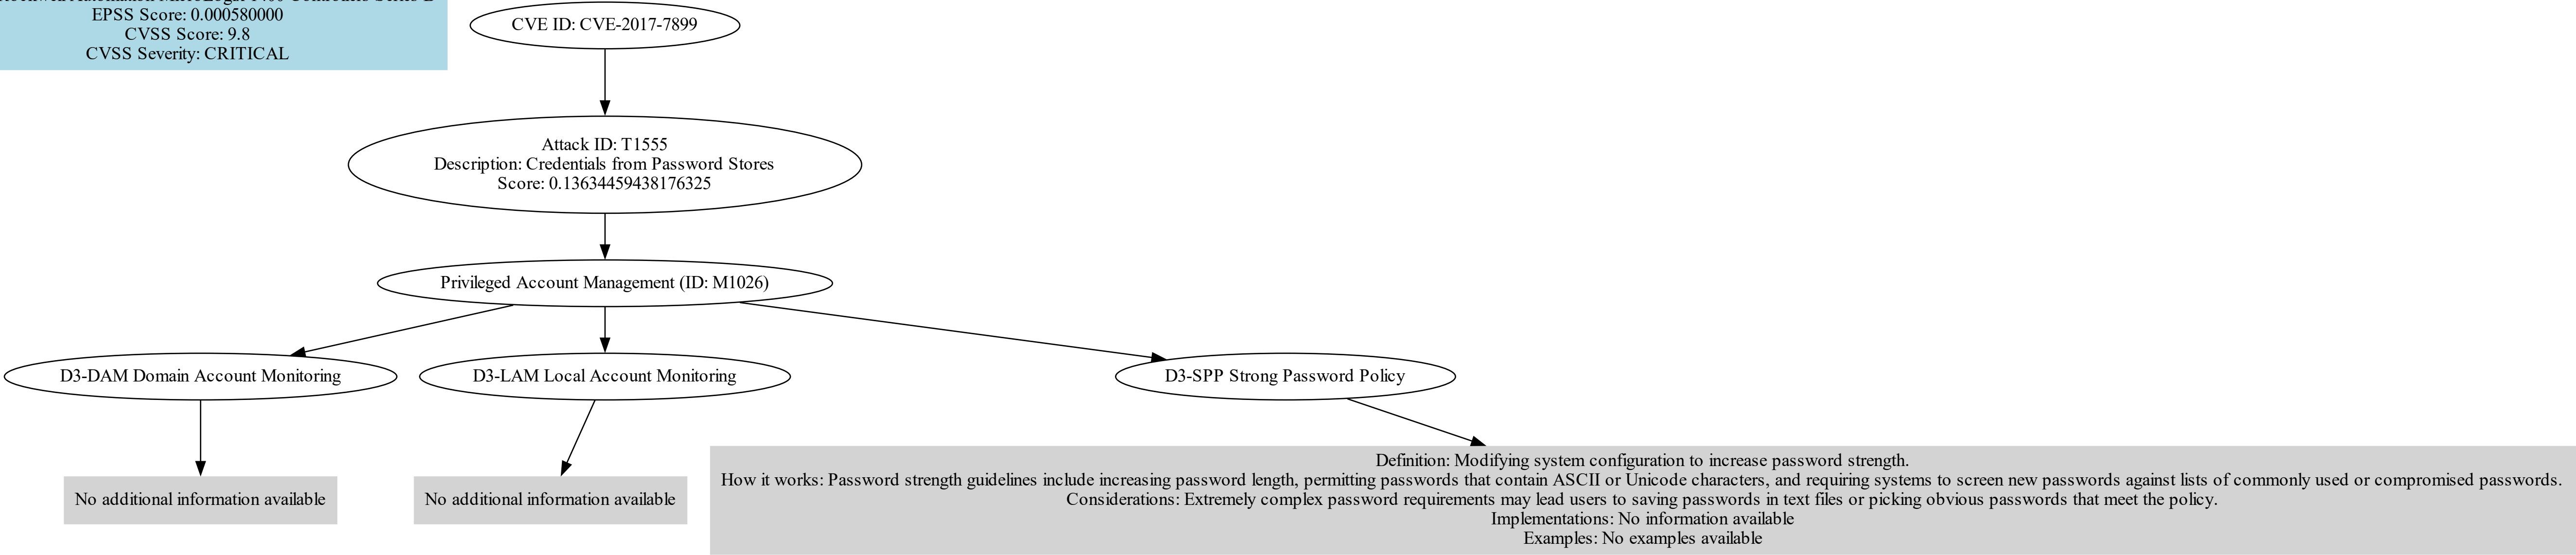 EPSS Score: 0.000580000
CVSS Score: 9.8
CVSS Severity: CRITICAL
CVE ID: CVE-2017-7899
Attack ID: T1555
Description: Credentials from Password Stores
Score: 0.13634459438176325
Privileged Account Management (ID: M1026)
D3-DAM Domain Account Monitoring
D3-LAM Local Account Monitoring
D3-SPP Strong Password Policy
No additional information available
No additional information available
Definition: Modifying system configuration to increase password strength.
How it works: Password strength guidelines include increasing password length, permitting passwords that contain ASCII or Unicode characters, and requiring systems to screen new passwords against lists of commonly used or compromised passwords.
Considerations: Extremely complex password requirements may lead users to saving passwords in text files or picking obvious passwords that meet the policy.
Implementations: No information available
Examples: No examples available